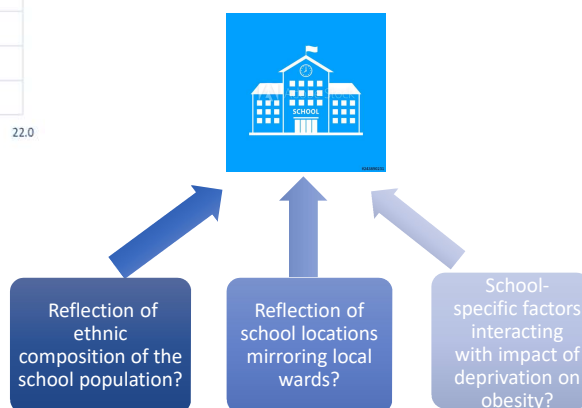 SCHOOL
22.0
Reflection of
ethnic
composition of the
school population?
Reflection of
school locations
mirroring local
wards?
School-
specific factors
interacting
with impact of
deprivation on
obesity?